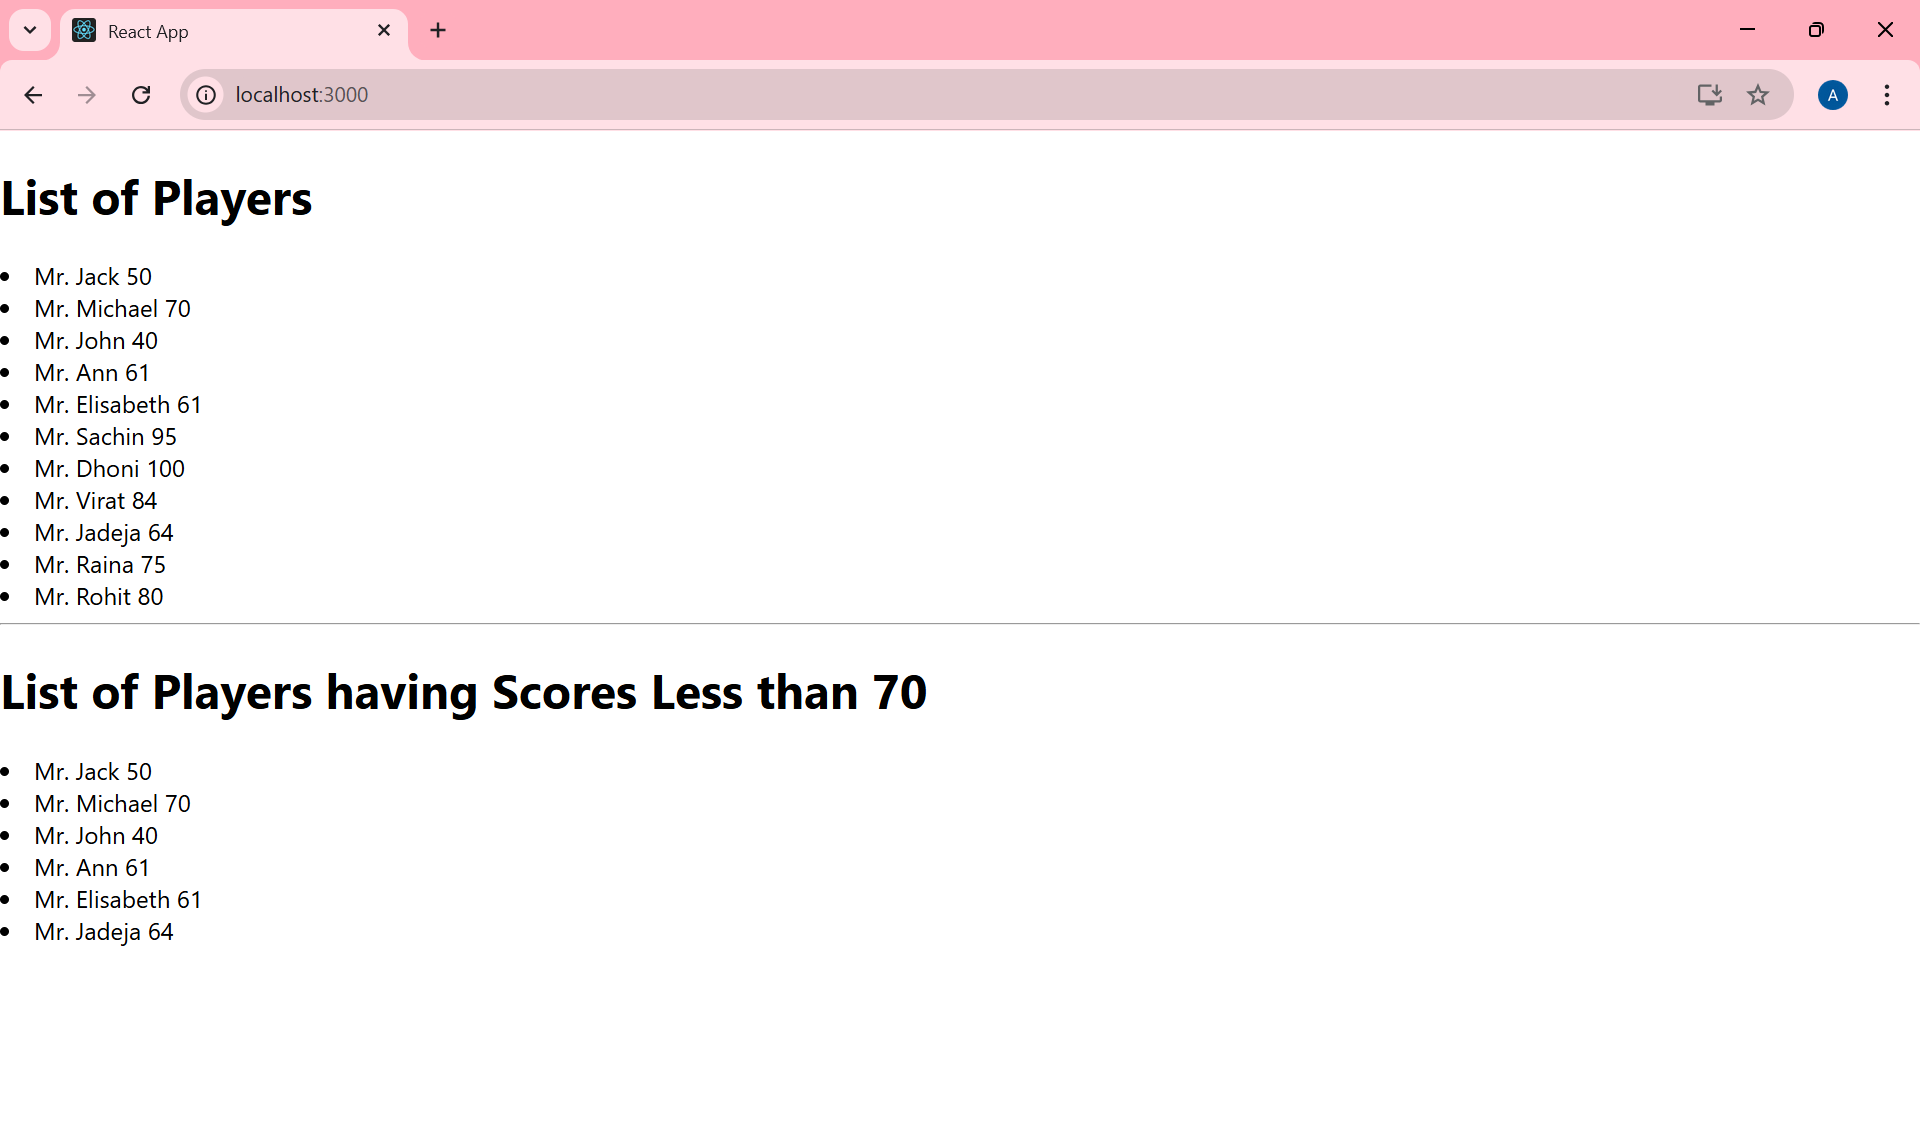 React App
localhost:3000
A
List of Players
Mr. Jack 50
Mr. Michael 70
Mr. John 40
Mr. Ann 61
Mr. Elisabeth 61
Mr. Sachin 95
Mr. Dhoni 100
Mr. Virat 84
Mr. Jadeja 64
Mr. Raina 75
Mr. Rohit 80
List of Players having Scores Less than 70
Mr. Jack 50
Mr. Michael 70
Mr. John 40
Mr. Ann 61
Mr. Elisabeth 61
Mr. Jadeja 64